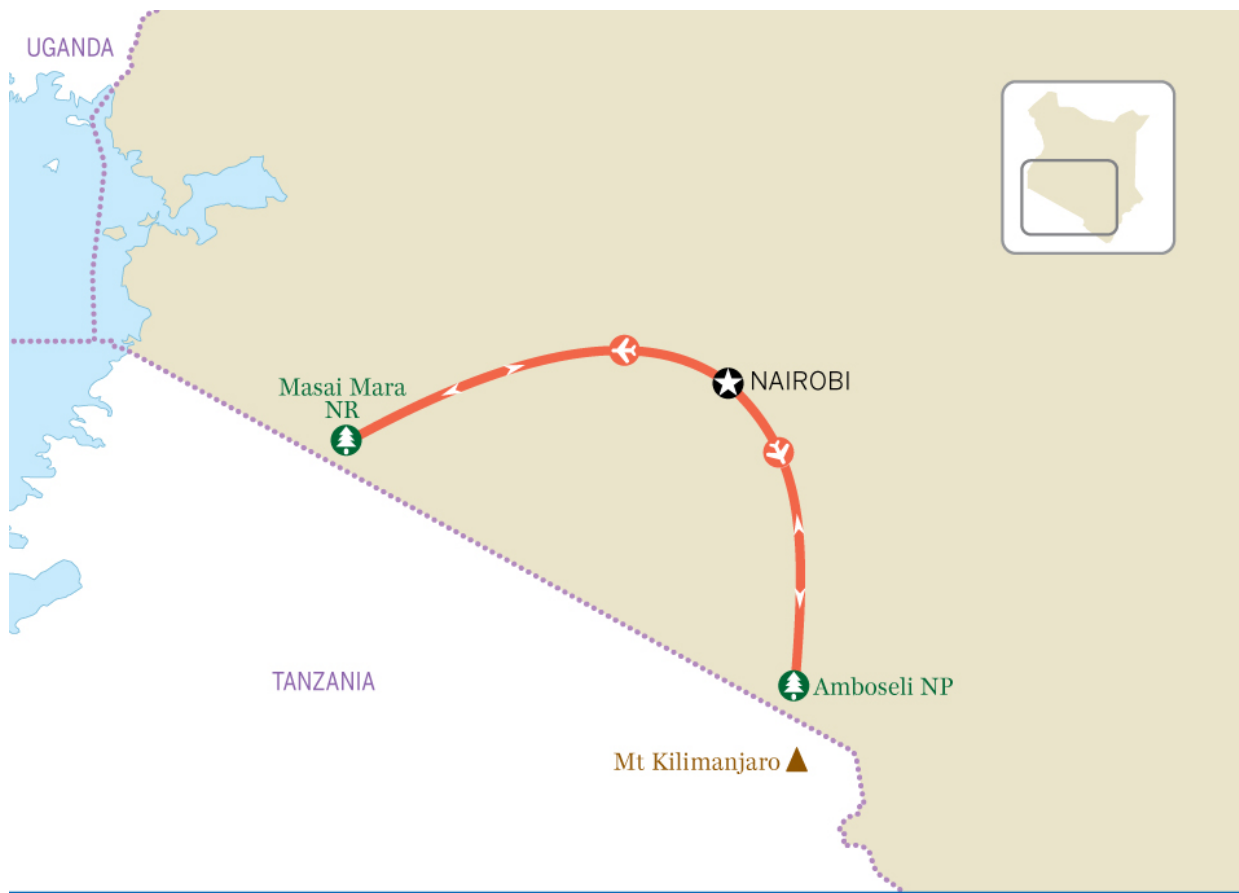 UGANDA
Masai Mara
NR
NAIROBI
TANZANIA
Amboseli NP
Mt Kilimanjaro